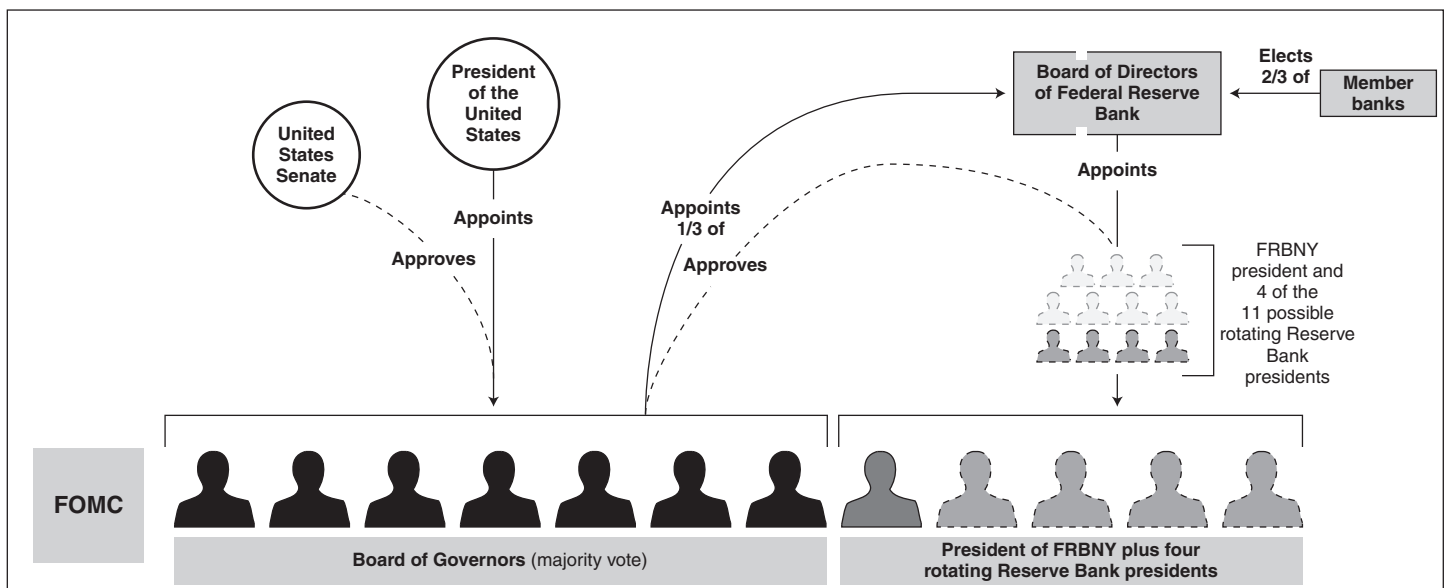 United
States
Senate
President
of the
United
States
Board of Directors
of Federal Reserve
Bank
Elects
2/3 of
Member
banks
Appoints
Approves
Appoints
1/3 of
Approves
Appoints
FRBNY
president and
4 of the
11 possible
rotating Reserve
Bank
presidents
FOMC
Board of Governors (majority vote)
President of FRBNY plus four
rotating Reserve Bank presidents